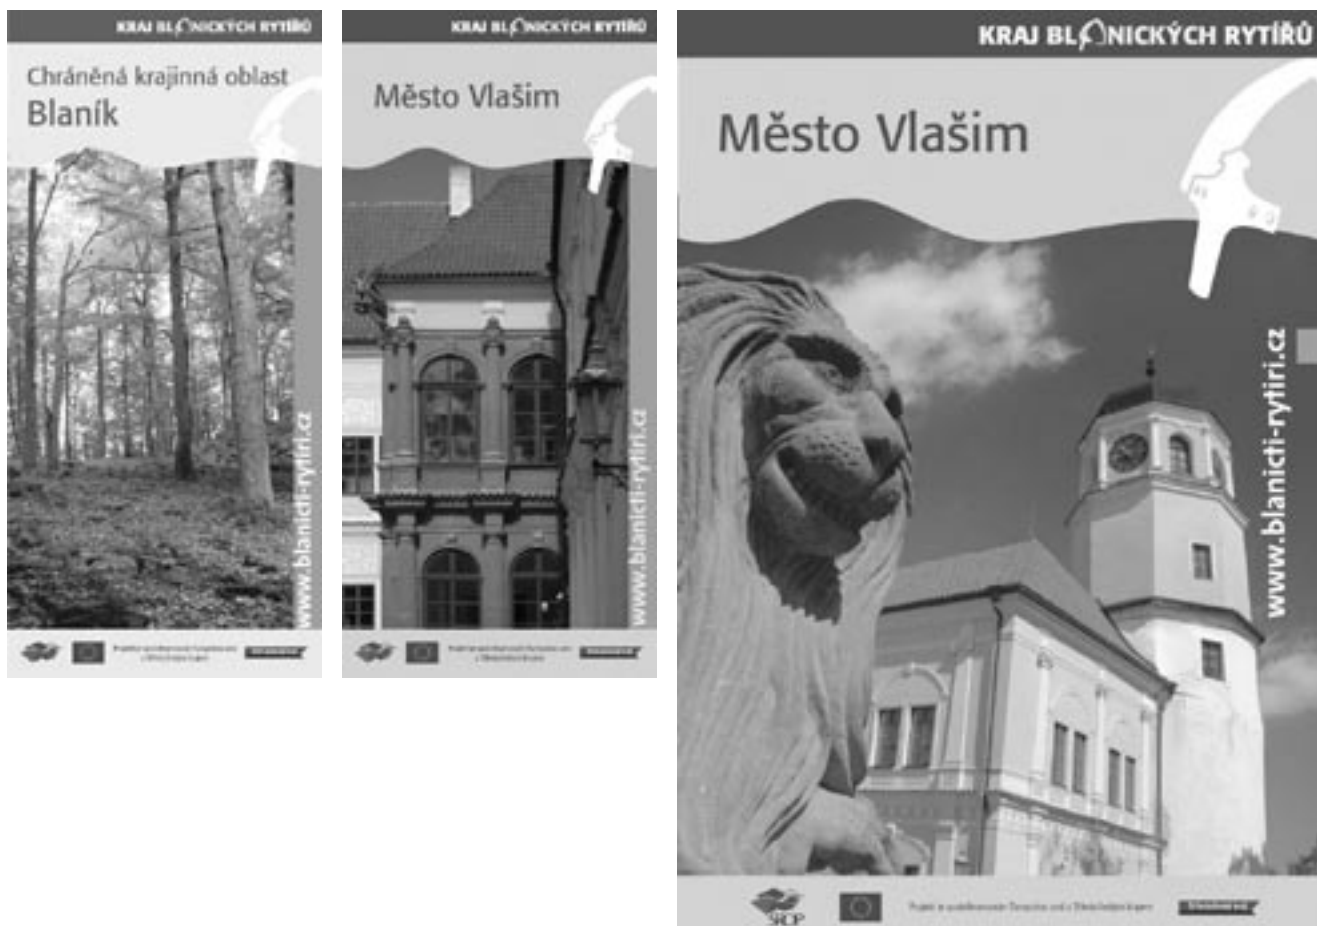 KRAJ BLANICKÝCH RYTÍŘŮ
Chráněná krajinná oblast
Blaník
www.blanicti-rytiri.cz
KRAJ BLANICKÝCH RYTÍŘŮ
Město Vlašim
www.blanicti-rytiri.cz
KRAJ BLANICKÝCH RYTÍŘŮ
Město Vlašim
www.blanicti-rytiri.cz
SROP